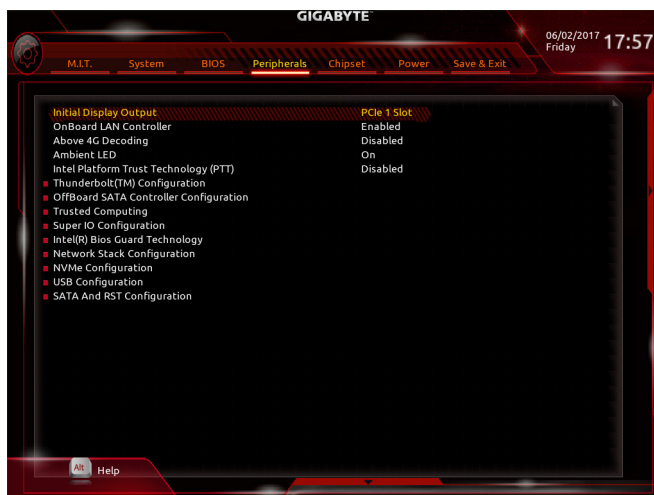 GIGABYTE™
06/02/2017
Friday
17:57
M.I.T. System BIOS Peripherals Chipset Power Save & Exit
Initial Display Output PCIe 1 Slot
OnBoard LAN Controller Enabled
Above 4G Decoding Disabled
Ambient LED On
Intel Platform Trust Technology (PTT) Disabled
Thunderbolt(TM) Configuration
OffBoard SATA Controller Configuration
Trusted Computing
Super IO Configuration
Intel(R) Bios Guard Technology
Network Stack Configuration
NVMe Configuration
USB Configuration
SATA And RST Configuration
Alt Help